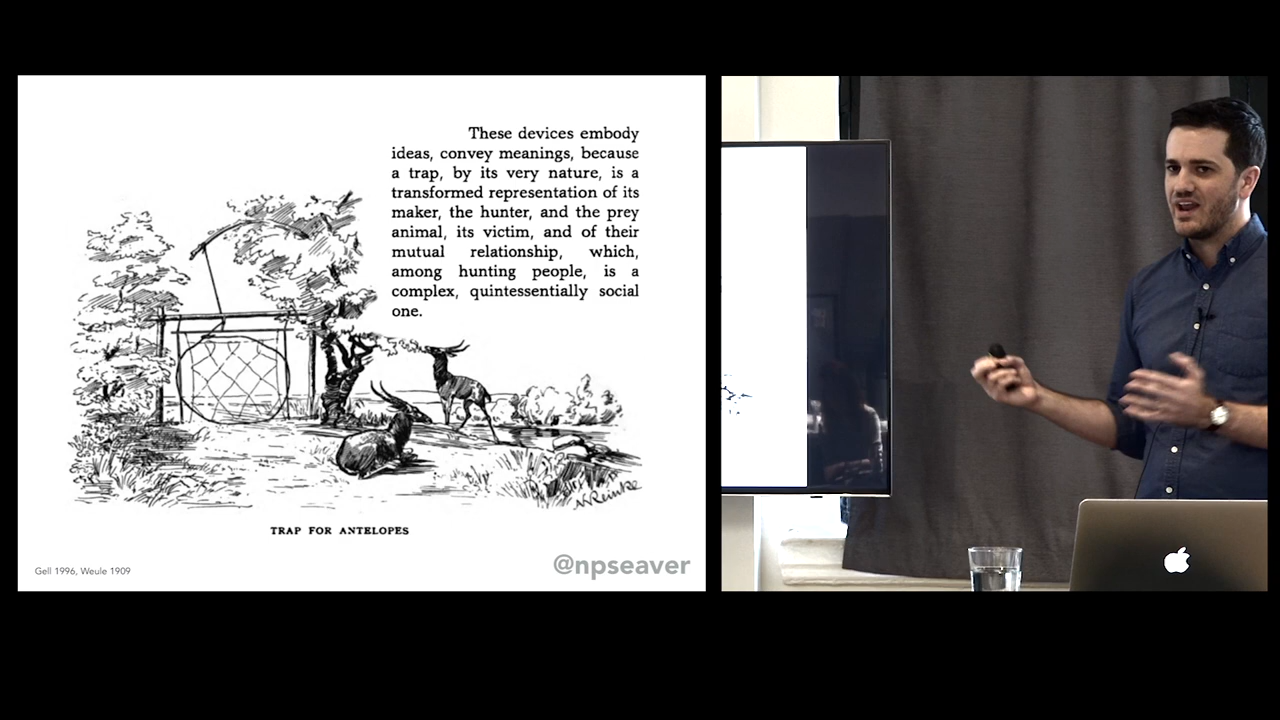 These devices embody
ideas, convey meanings, because
a trap, by its very nature, is a
transformed representation of its
maker, the hunter, and the prey
animal, its victim, and of their
mutual relationship, which,
among hunting people, is a
complex, quintessentially social
one.
N Reinke
TRAP FOR ANTELOPES
Gell 1996, Weule 1909
@npseaver